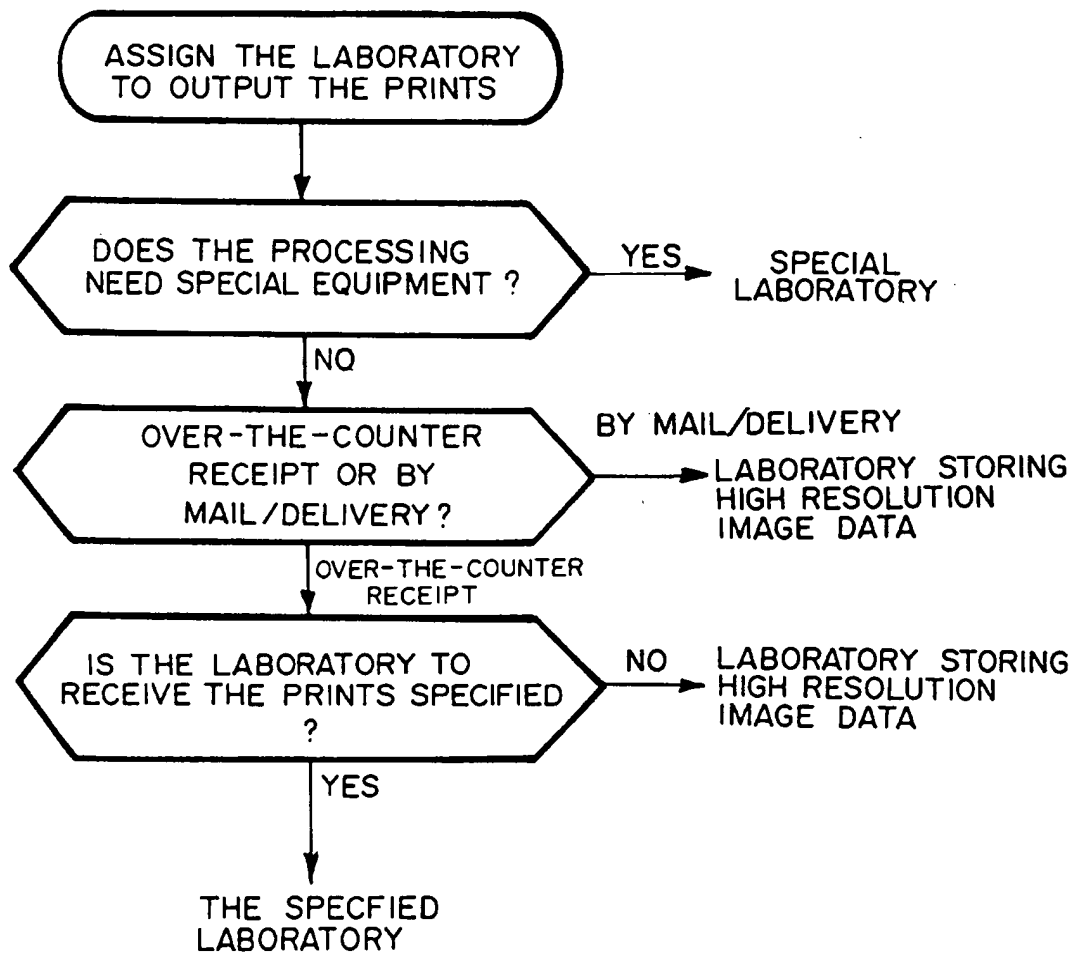 ASSIGN THE LABORATORY
TO OUTPUT THE PRINTS
DOES THE PROCESSING
NEED SPECIAL EQUIPMENT ?
YES
SPECIAL
LABORATORY
NO
OVER-THE-COUNTER
RECEIPT OR BY
MAIL/DELIVERY ?
BY MAIL/DELIVERY
LABORATORY STORING
HIGH RESOLUTION
IMAGE DATA
OVER-THE-COUNTER
RECEIPT
IS THE LABORATORY TO
RECEIVE THE PRINTS SPECIFIED
?
NO
LABORATORY STORING
HIGH RESOLUTION
IMAGE DATA
YES
THE SPECFIED
LABORATORY